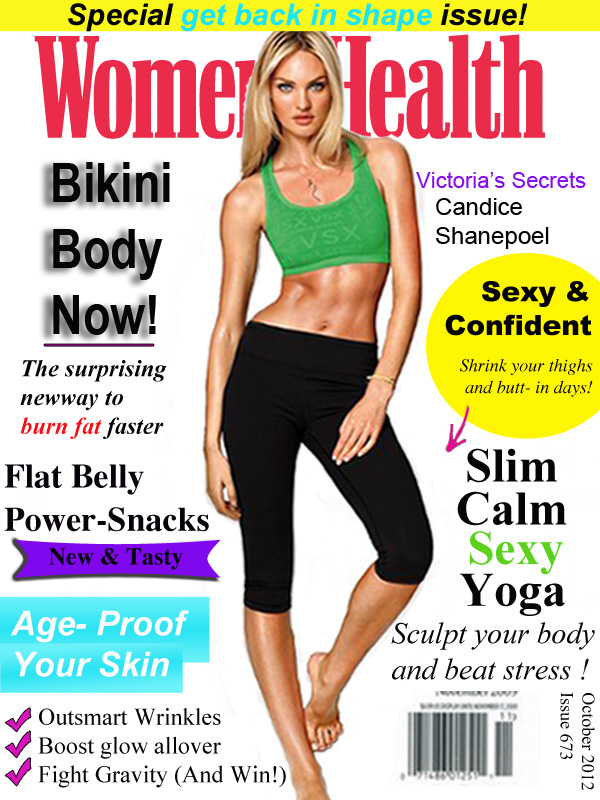 Special get back in shape issue!
Women Health
Bikini
Body
Now!
The surprising
newway to
burn fat faster
Flat Belly
Power-Snacks
New & Tasty
Age- Proof
Your Skin
Outsmart Wrinkles
Boost glow allover
Fight Gravity (And Win!)
VSX
Victoria's Secrets
Candice
Shanepoel
Sexy &
Confident
Shrink your thighs
and butt- in days!
Slim
Calm
Sexy
Yoga
Sculpt your body
and beat stress !
November 2005
October 2012
Issue 673